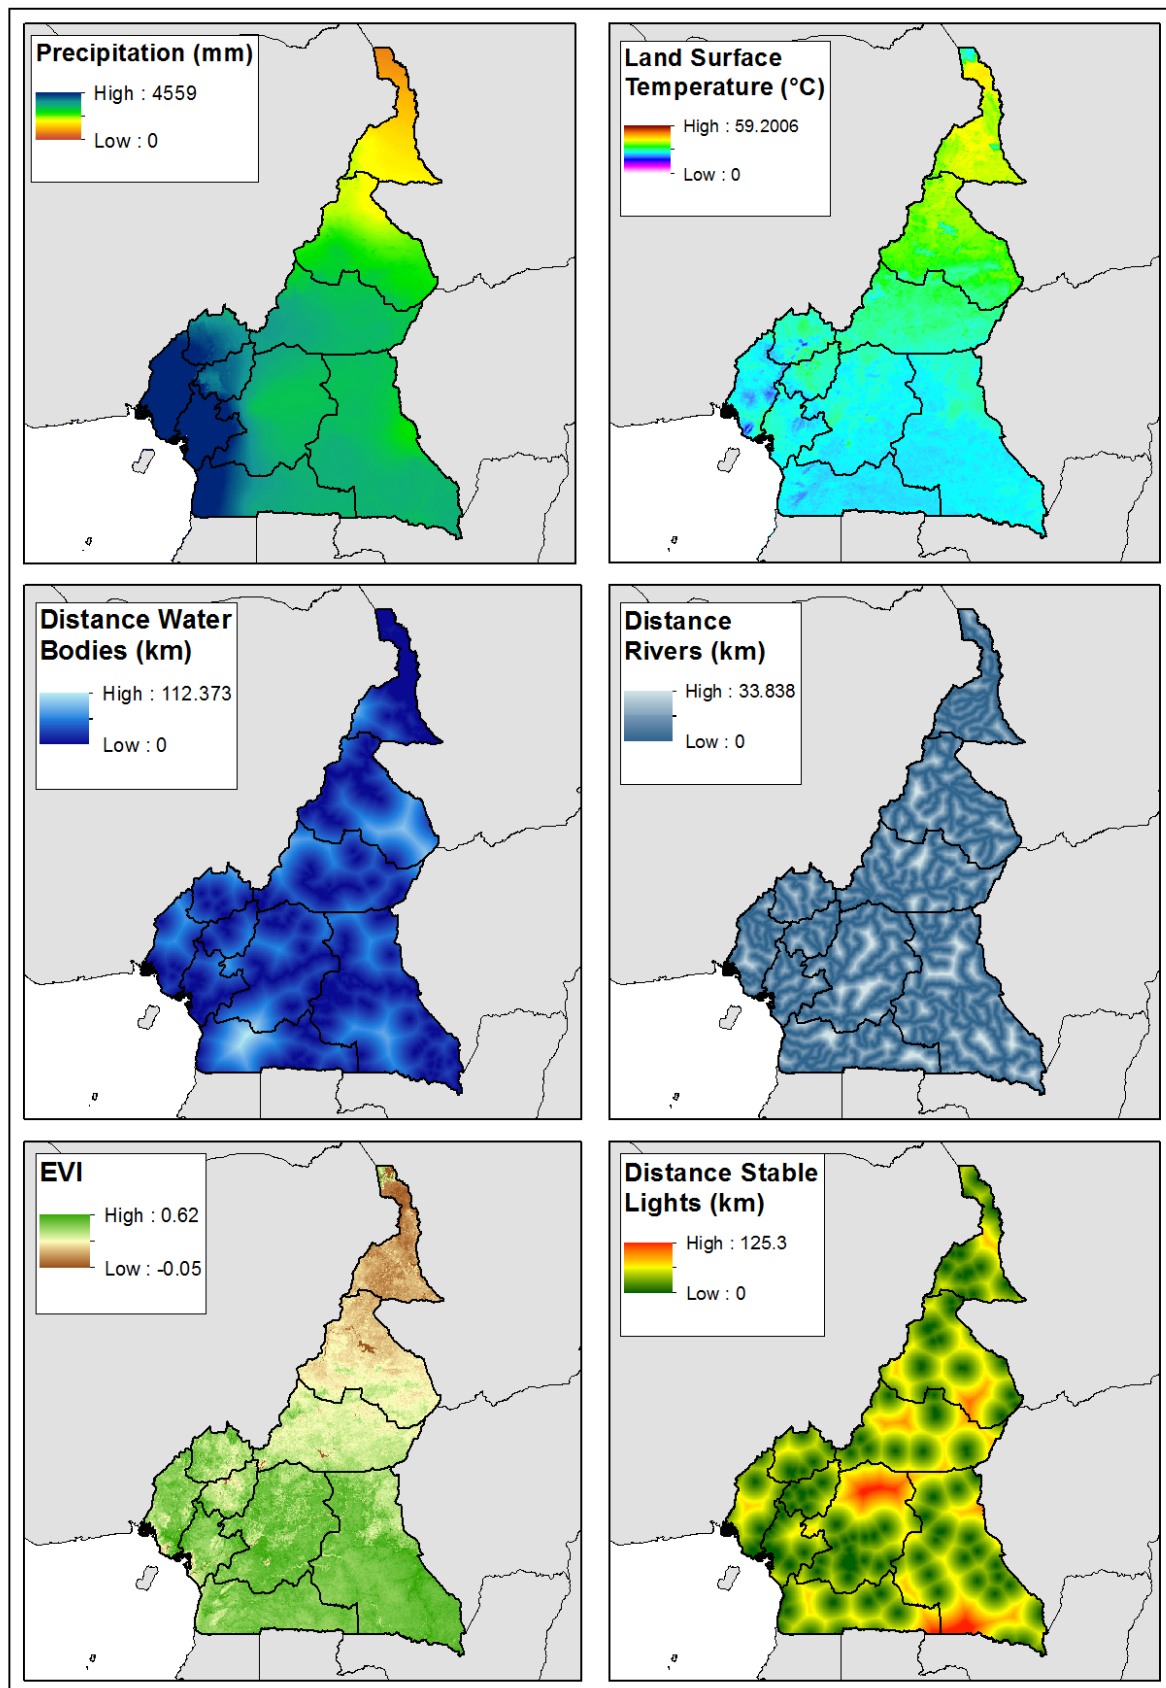 Precipitation (mm)
High : 4559
Low : 0
Land Surface
Temperature (°C)
High : 59.2006
Low : 0
Distance Water
Bodies (km)
High : 112.373
Low : 0
Distance
Rivers (km)
High : 33.838
Low : 0
EVI
High : 0.62
Low : -0.05
Distance Stable
Lights (km)
High : 125.3
Low : 0